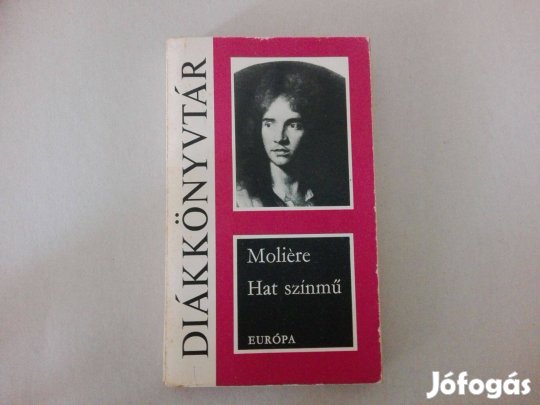 DIÁKKÖNYVTÁR
Molière
Hat színmű
EURÓPA
Jófogás